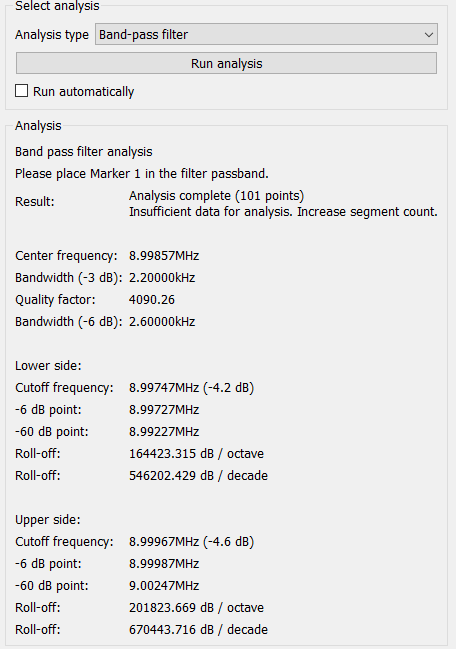 Select analysis
Analysis type Band-pass filter
Run analysis
Run automatically
Analysis
Band pass filter analysis
Please place Marker 1 in the filter passband.
Result: Analysis complete (101 points)
Insufficient data for analysis. Increase segment count.
Center frequency: 8.99857MHz
Bandwidth (-3 dB): 2.20000kHz
Quality factor: 4090.26
Bandwidth (-6 dB): 2.60000kHz
Lower side:
Cutoff frequency: 8.99747MHz (-4.2 dB)
-6 dB point: 8.99727MHz
-60 dB point: 8.99227MHz
Roll-off: 164423.315 dB / octave
Roll-off: 546202.429 dB / decade
Upper side:
Cutoff frequency: 8.99967MHz (-4.6 dB)
-6 dB point: 8.99987MHz
-60 dB point: 9.00247MHz
Roll-off: 201823.669 dB / octave
Roll-off: 670443.716 dB / decade